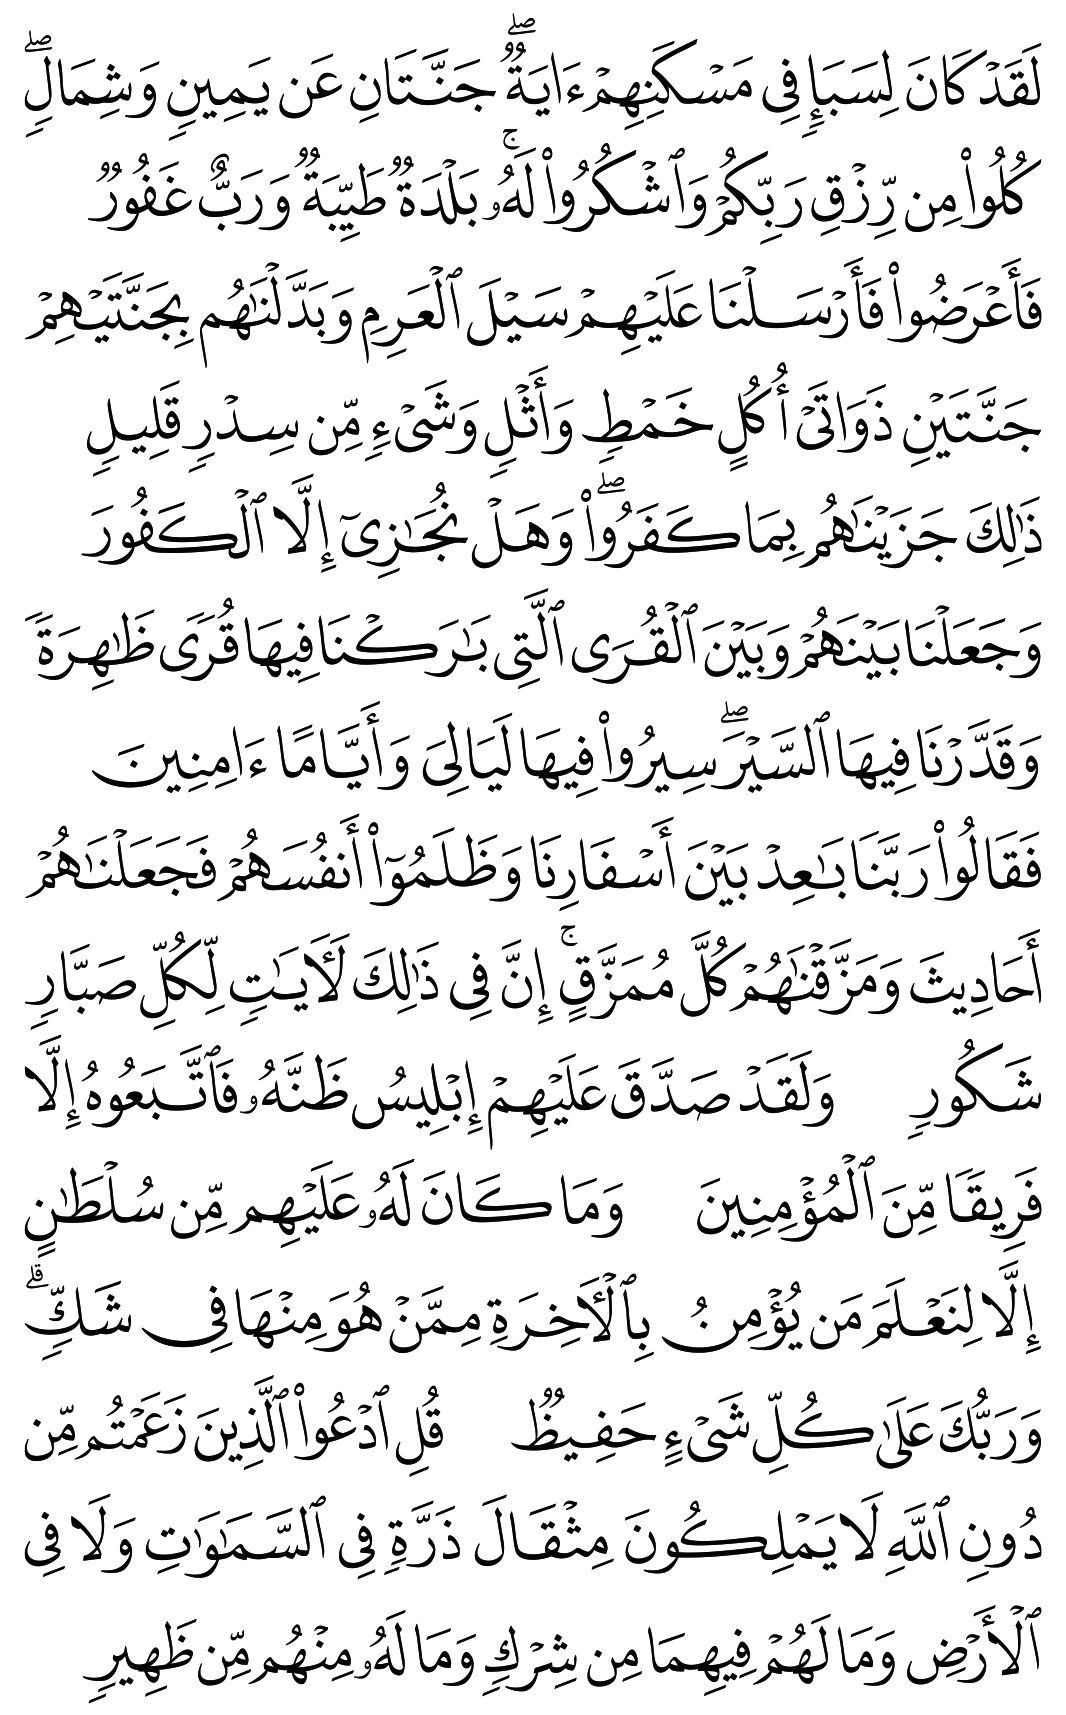 لَقَدْ كَانَ لِسَبَإٍ فِى مَسْكَنِهِمْ ءَايَةٌ ۖ جَنَّتَانِ عَن يَمِينٍ وَشِمَالٍ ۖ
كُلُوا۟ مِن رِّزْقِ رَبِّكُمْ وَٱشْكُرُوا۟ لَهُۥ ۚ بَلْدَةٌ طَيِّبَةٌ وَرَبٌّ غَفُورٌ
فَأَعْرَضُوا۟ فَأَرْسَلْنَا عَلَيْهِمْ سَيْلَ ٱلْعَرِمِ وَبَدَّلْنَٰهُم بِجَنَّتَيْهِمْ
جَنَّتَيْنِ ذَوَاتَىْ أُكُلٍ خَمْطٍ وَأَثْلٍ وَشَىْءٍ مِّن سِدْرٍ قَلِيلٍ
ذَٰلِكَ جَزَيْنَٰهُم بِمَا كَفَرُوا۟ ۖ وَهَلْ نُجَٰزِىٓ إِلَّا ٱلْكَفُورَ
وَجَعَلْنَا بَيْنَهُمْ وَبَيْنَ ٱلْقُرَى ٱلَّتِى بَٰرَكْنَا فِيهَا قُرًى ظَٰهِرَةً
وَقَدَّرْنَا فِيهَا ٱلسَّيْرَ ۖ سِيرُوا۟ فِيهَا لَيَالِىَ وَأَيَّامًا ءَامِنِينَ
فَقَالُوا۟ رَبَّنَا بَٰعِدْ بَيْنَ أَسْفَارِنَا وَظَلَمُوٓا۟ أَنفُسَهُمْ فَجَعَلْنَٰهُمْ
أَحَادِيثَ وَمَزَّقْنَٰهُمْ كُلَّ مُمَزَّقٍ ۚ إِنَّ فِى ذَٰلِكَ لَـَٔايَٰتٍ لِّكُلِّ صَبَّارٍ
شَكُورٍ وَلَقَدْ صَدَّقَ عَلَيْهِمْ إِبْلِيسُ ظَنَّهُۥ فَٱتَّبَعُوهُ إِلَّا
فَرِيقًا مِّنَ ٱلْمُؤْمِنِينَ وَمَا كَانَ لَهُۥ عَلَيْهِم مِّن سُلْطَٰنٍ
إِلَّا لِنَعْلَمَ مَن يُؤْمِنُ بِٱلْـَٔاخِرَةِ مِمَّنْ هُوَ مِنْهَا فِى شَكٍّ ۗ
وَرَبُّكَ عَلَىٰ كُلِّ شَىْءٍ حَفِيظٌ قُلِ ٱدْعُوا۟ ٱلَّذِينَ زَعَمْتُم مِّن
دُونِ ٱللَّهِ لَا يَمْلِكُونَ مِثْقَالَ ذَرَّةٍ فِى ٱلسَّمَٰوَٰتِ وَلَا فِى
ٱلْأَرْضِ وَمَا لَهُمْ فِيهِمَا مِن شِرْكٍ وَمَا لَهُۥ مِنْهُم مِّن ظَهِيرٍ